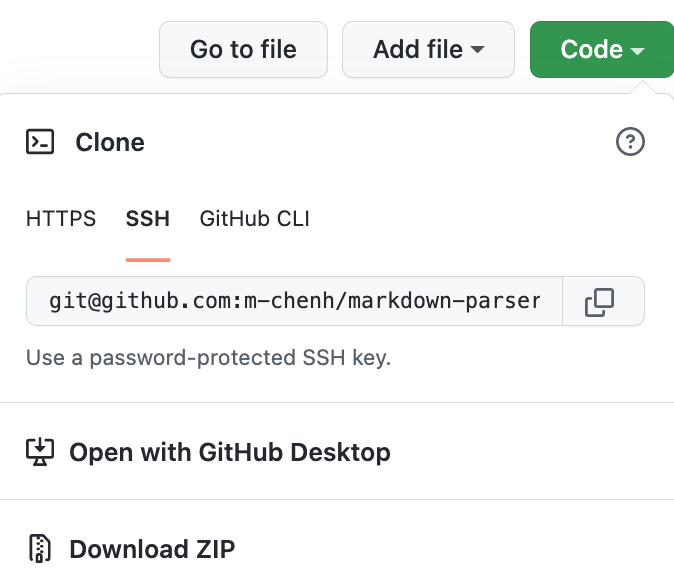 Go to file Add file Code
Clone
HTTPS SSH GitHub CLI
git@github.com:m-chenh/markdown-parser
Use a password-protected SSH key.
Open with GitHub Desktop
Download ZIP